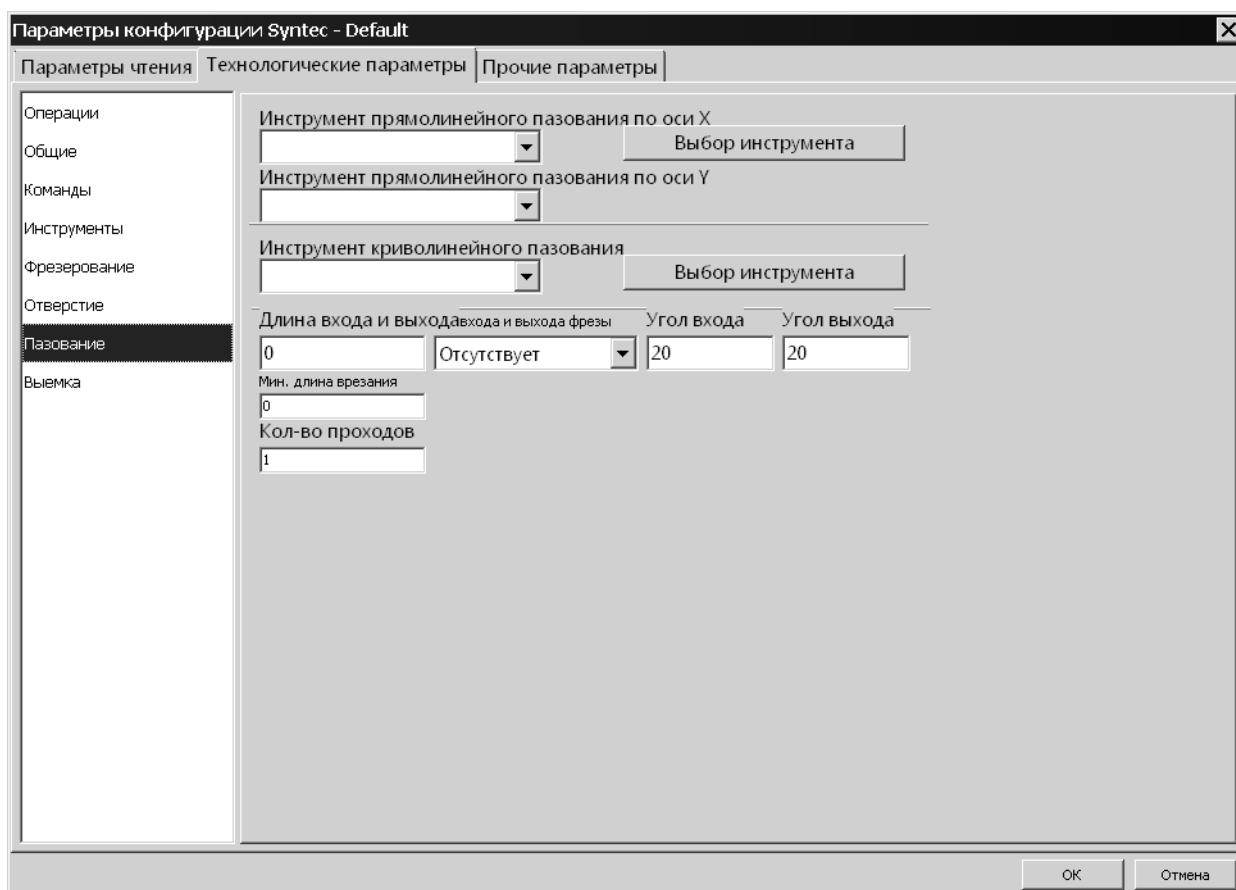 Параметры конфигурации Syntec - Default
Параметры чтения Технологические параметры Прочие параметры
Операции
Общие
Команды
Инструменты
Фрезерование
Отверстие
Пазование
Выемка
Инструмент прямолинейного пазования по оси X
Выбор инструмента
Инструмент прямолинейного пазования по оси Y
Инструмент криволинейного пазования
Выбор инструмента
Длина входа и выхода входа и выхода фрезы Угол входа Угол выхода
0 Отсутствует 20 20
Мин. длина врезания
0
Кол-во проходов
1
ОК Отмена